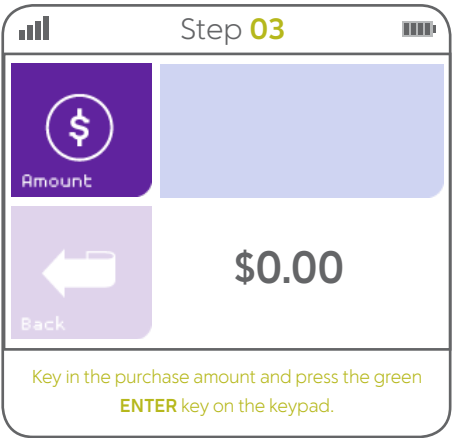 Step 03
$
Amount
Back
$0.00
Key in the purchase amount and press the green
ENTER key on the keypad.